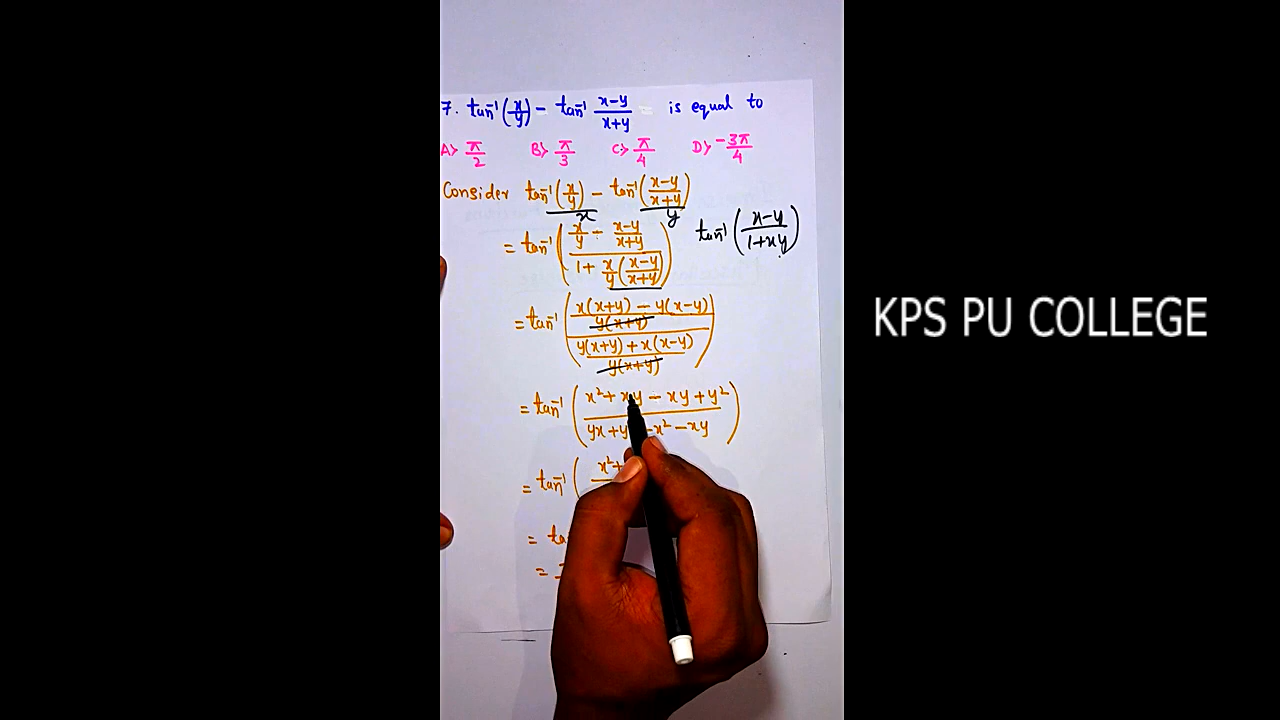 7. tan⁻¹(x/y) - tan⁻¹ x-y/x+y = is equal to
A> π/2 B> π/3 C> π/4 D> -3π/4
Consider tan⁻¹(x/y) - tan⁻¹(x-y/x+y)
x y
= tan⁻¹(x/y - x-y/x+y / 1 + x/y(x-y/x+y)) tan⁻¹(x-y/1+xy)
= tan⁻¹(x(x+y) - y(x-y) / y(x+y) / y(x+y) + x(x-y) / y(x+y))
= tan⁻¹(x² + xy - xy + y² / yx + y x² - xy)
= tan⁻¹(x²+
=
=
KPS PU COLLEGE